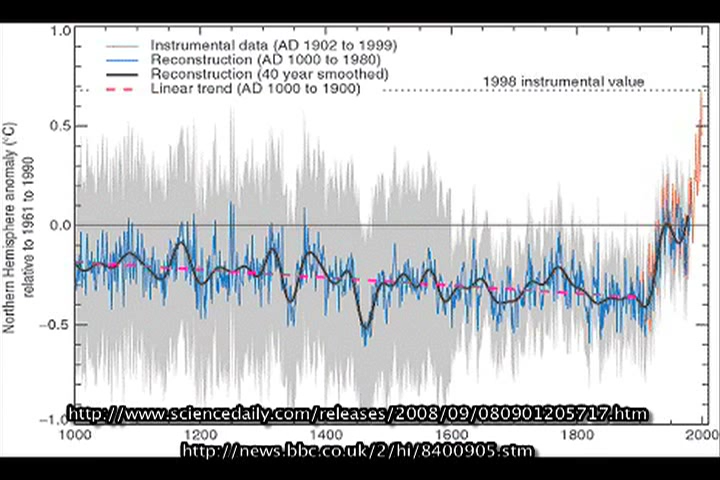 1.0
Instrumental data (AD 1902 to 1999)
Reconstruction (AD 1000 to 1980)
Reconstruction (40 year smoothed)
Linear trend (AD 1000 to 1900)
1998 instrumental value
0.5
0.0
−0.5
−1.0
Northern Hemisphere anomaly (°C)
relative to 1961 to 1990
http://www.sciencedaily.com/releases/2008/09/080901205717.htm
1000 1200 1400 1600 1800 2000
http://news.bbc.co.uk/2/hi/8400905.stm